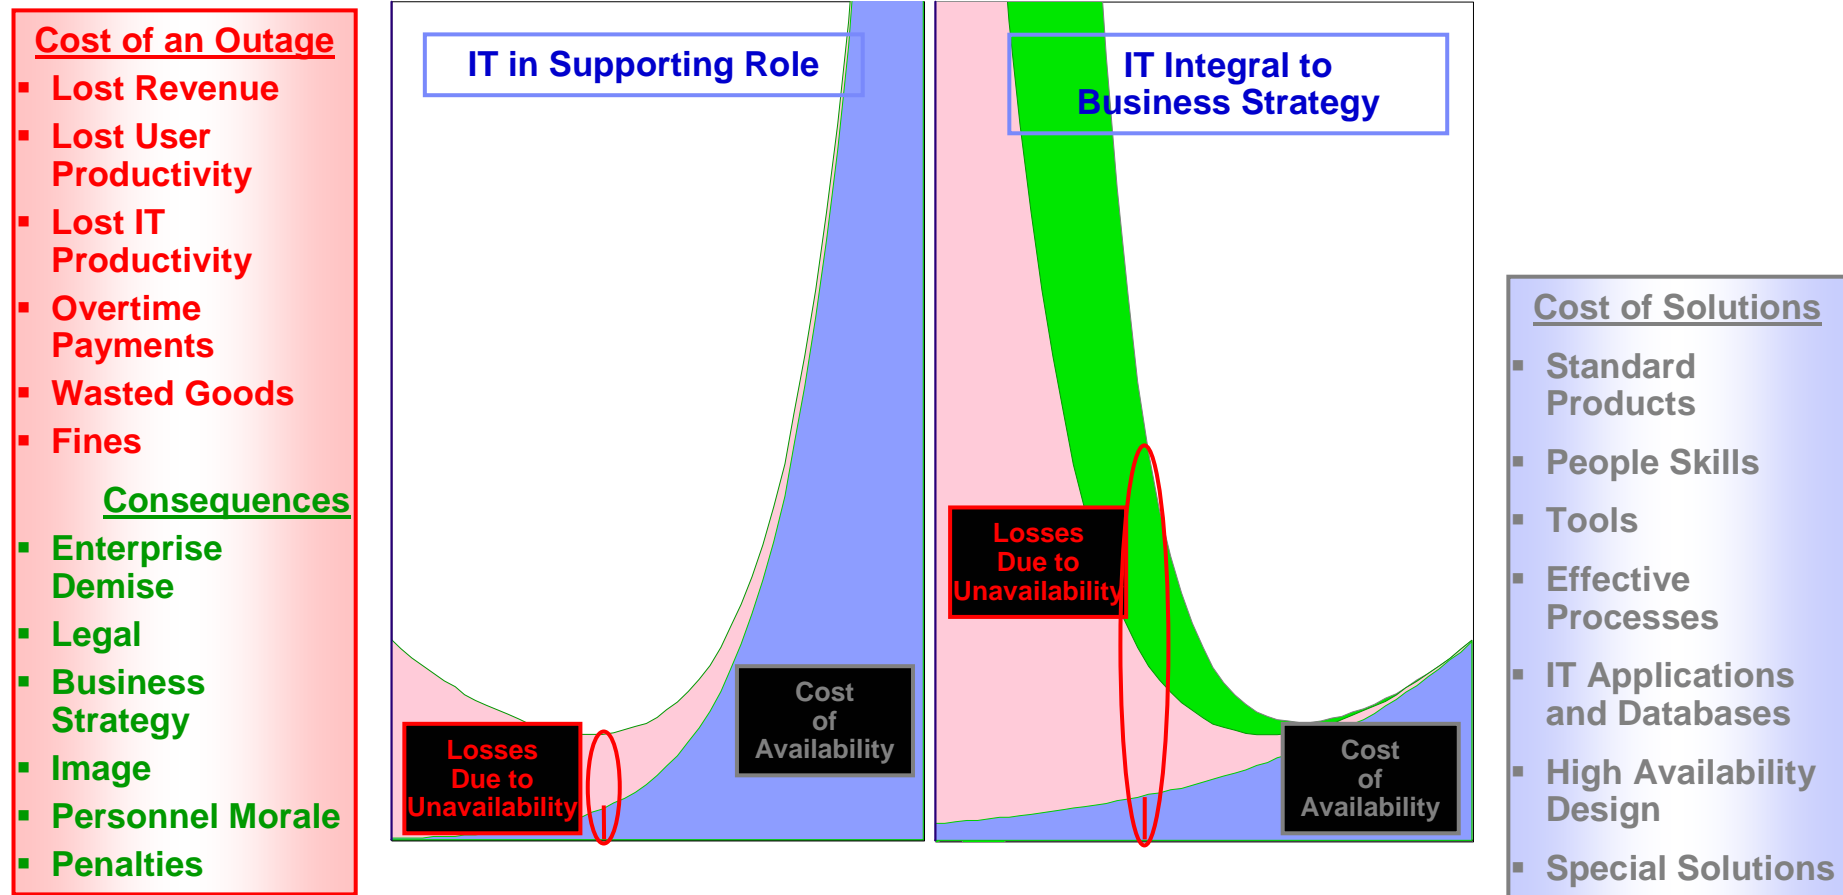 Cost of an Outage
▪ Lost Revenue
▪ Lost User
Productivity
▪ Lost IT
Productivity
▪ Overtime
Payments
▪ Wasted Goods
▪ Fines
Consequences
▪ Enterprise
Demise
▪ Legal
▪ Business
Strategy
▪ Image
▪ Personnel Morale
▪ Penalties
IT in Supporting Role
Losses
Due to
Unavailability
Cost
of
Availability
IT Integral to
Business Strategy
Losses
Due to
Unavailability
Cost
of
Availability
Cost of Solutions
▪ Standard
Products
▪ People Skills
▪ Tools
▪ Effective
Processes
▪ IT Applications
and Databases
▪ High Availability
Design
▪ Special Solutions